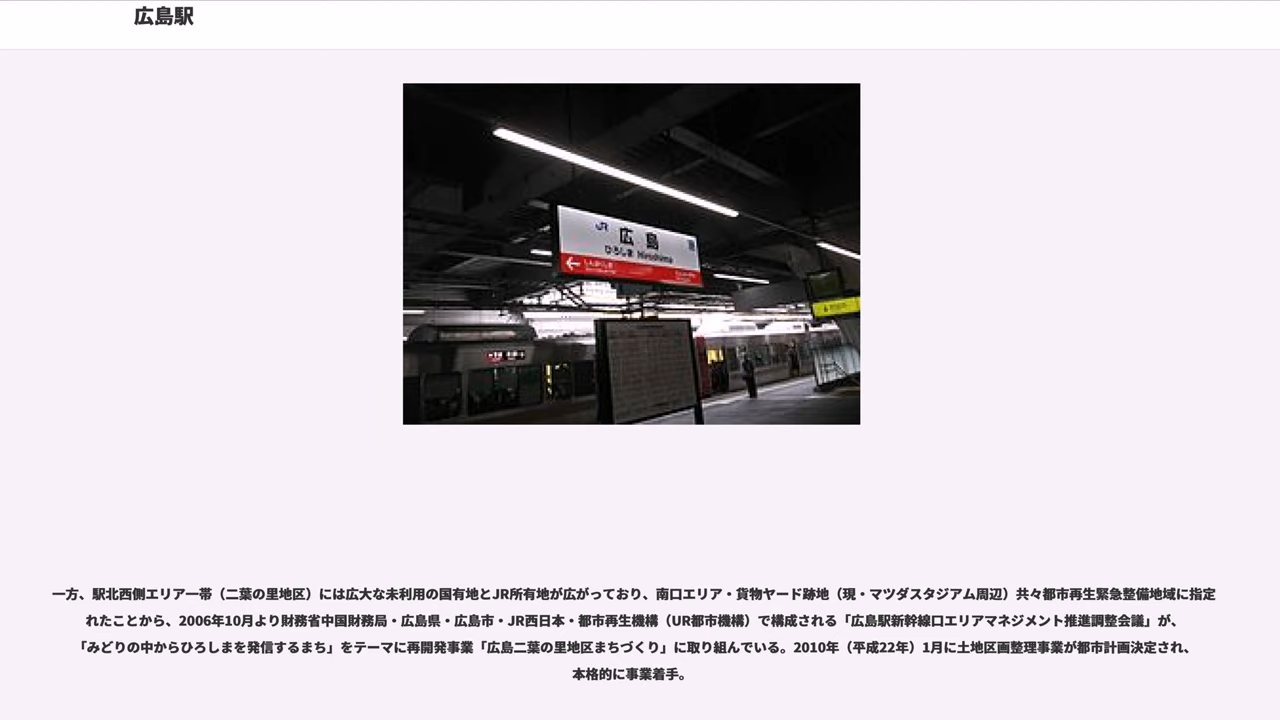 広島駅
JR
広島
ひろしま Hiroshima
一方、駅北西側エリア一帯（二葉の里地区）には広大な未利用の国有地とJR所有地が広がっており、南口エリア・貨物ヤード跡地（現・マツダスタジアム周辺）共々都市再生緊急整備地域に指定
れたことから、2006年10月より財務省中国財務局・広島県・広島市・JR西日本・都市再生機構（UR都市機構）で構成される「広島駅新幹線口エリアマネジメント推進調整会議」が、
「みどりの中からひろしまを発信するまち」をテーマに再開発事業「広島二葉の里地区まちづくり」に取り組んでいる。2010年（平成22年）1月に土地区画整理事業が都市計画決定され、
本格的に事業着手。